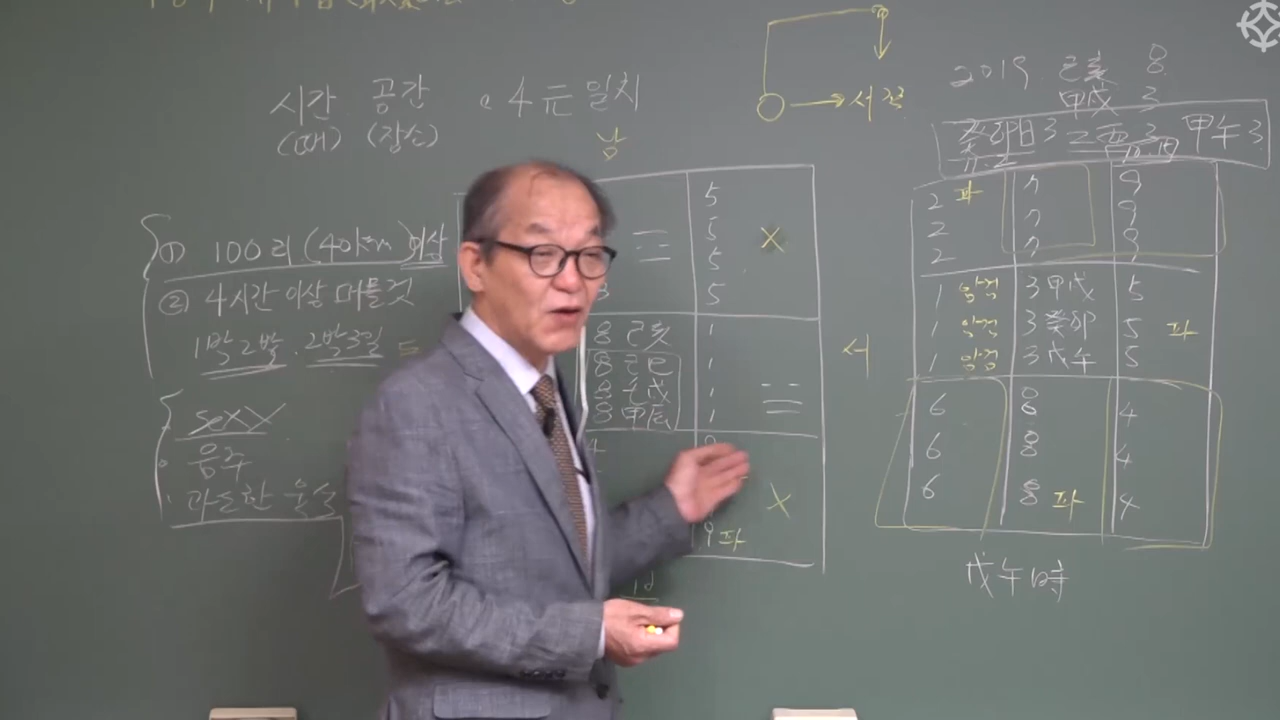 시간 공간 4元 일치
(때) (장소)
남
① 100리 (40km) 이상
② 4시간 이상 머물것
1박 2일. 2박3일
sex X
음주
과도한
5
5 X
5
5
8 己亥 1
8 己巳 1
8 壬戌 1
8 甲辰 1
4
X
9 파
서
2019 己亥 8
甲戌 3
3 乙酉 3 甲午 3
2 파 7 9
2 7 9
2 7 9
1 암검 3 甲戌 5
1 암검 3 癸卯 5 파
1 암검 3 戊午 5
6 8 4
6 8 4
6 8 파 4
戊午時